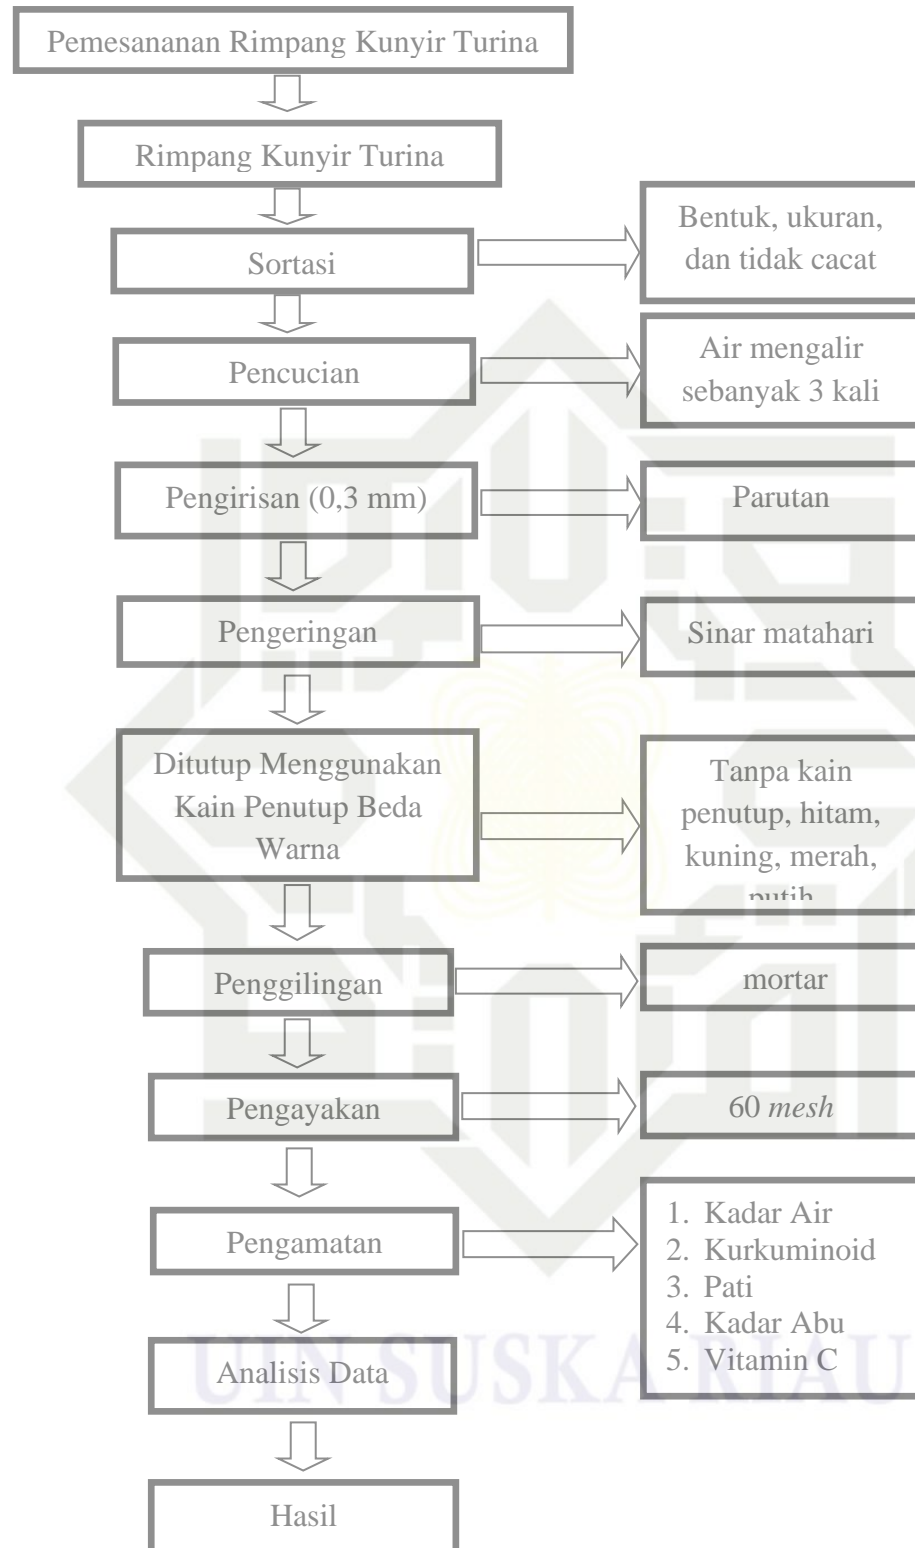 Pemesananan Rimpang Kunyir Turina
Rimpang Kunyir Turina
Sortasi
Bentuk, ukuran,
dan tidak cacat
Pencucian
Air mengalir
sebanyak 3 kali
Pengirisan (0,3 mm)
Parutan
Pengeringan
Sinar matahari
Ditutup Menggunakan
Kain Penutup Beda
Warna
Tanpa kain
penutup, hitam,
kuning, merah,
putih
Penggilingan
mortar
Pengayakan
60 mesh
Pengamatan
1. Kadar Air
2. Kurkuminoid
3. Pati
4. Kadar Abu
5. Vitamin C
Analisis Data
UIN SUSKA RIAU
Hasil